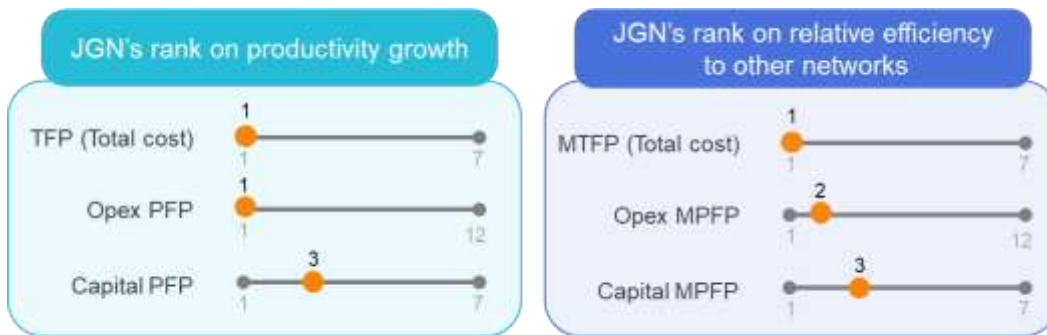 JGN's rank on productivity growth
TFP (Total cost)
1
1
7
Opex PFP
1
1
12
Capital PFP
3
1
7
JGN's rank on relative efficiency
to other networks
MTFP (Total cost)
1
1
7
Opex MPFP
2
1
12
Capital MPFP
3
1
7